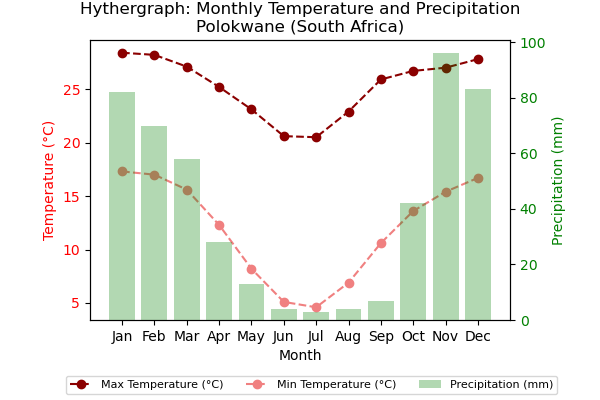 Hythergraph: Monthly Temperature and Precipitation
Polokwane (South Africa)
Temperature (°C)
25
20
15
10
5
100
80
60
40
20
0
Precipitation (mm)
Jan Feb Mar Apr May Jun Jul Aug Sep Oct Nov Dec
Month
Max Temperature (°C) Min Temperature (°C) Precipitation (mm)